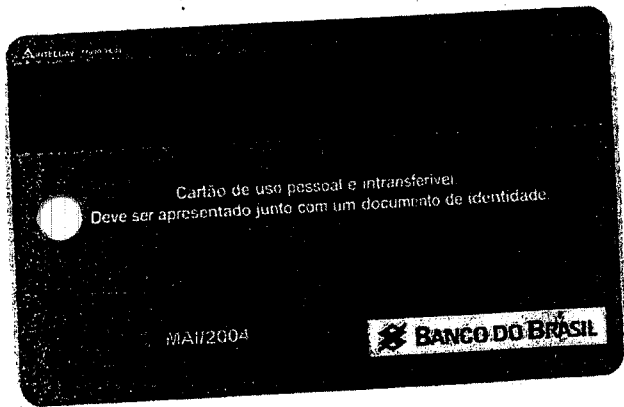 Cartão de uso pessoal e intransferível.
Deve ser apresentado junto com um documento de identidade.
MAI/2004
BANCO DO BRASIL